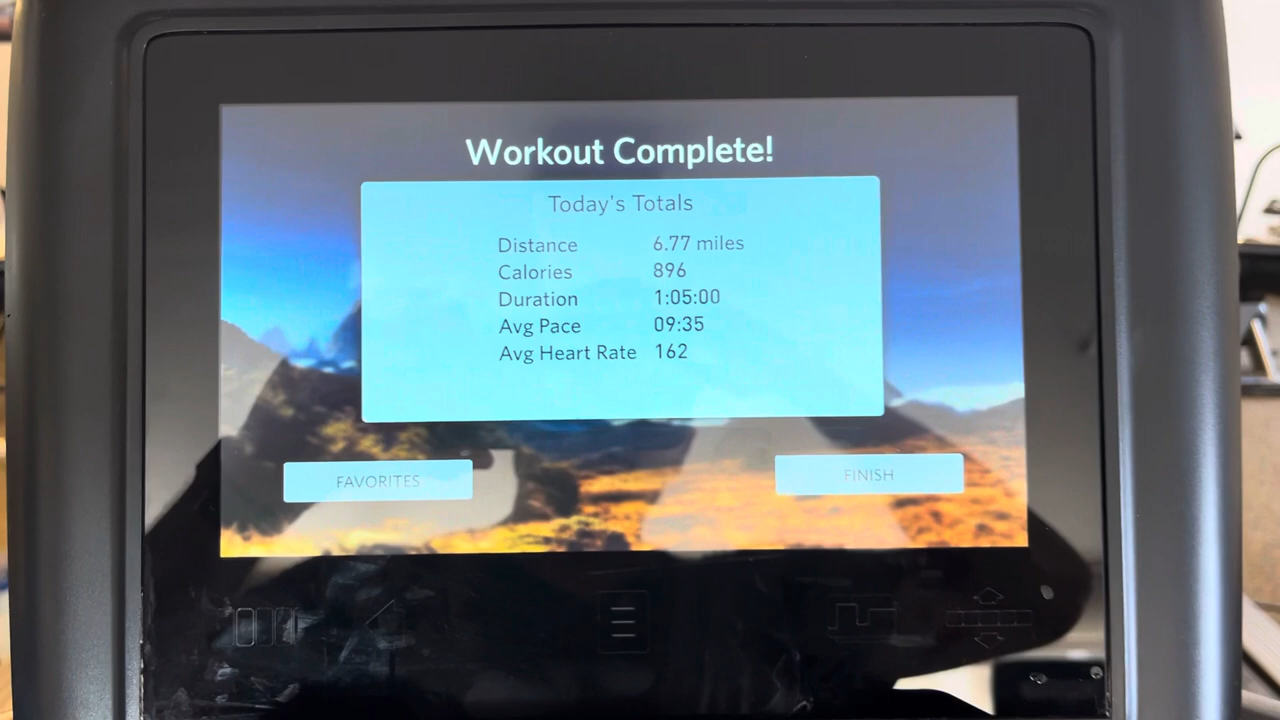 Workout Complete!
Today's Totals
Distance 6.77 miles
Calories 896
Duration 1:05:00
Avg Pace 09:35
Avg Heart Rate 162
FAVORITES FINISH